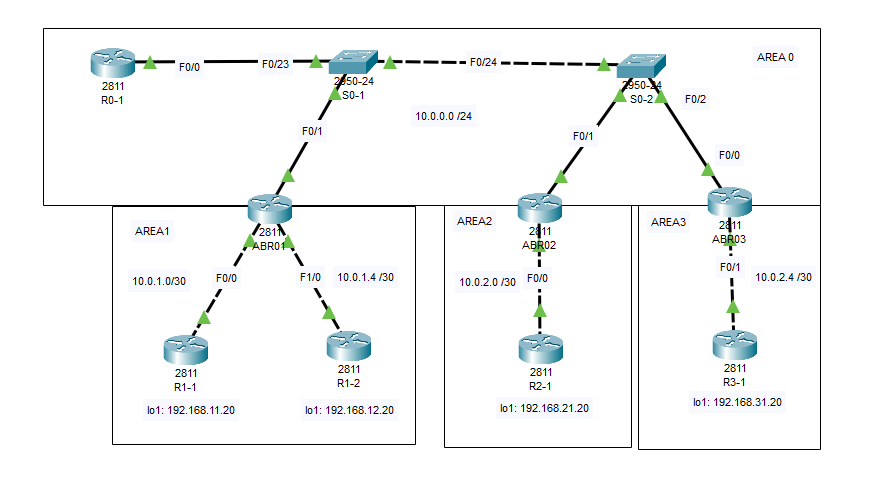 AREA 0
F0/0
F0/23
F0/24
2811
R0-1
2950-24
S0-1
2950-24
S0-2
F0/2
10.0.0.0 /24
F0/1
F0/1
F0/0
2811
ABR01
2811
ABR02
2811
ABR03
AREA1
AREA2
AREA3
10.0.1.0/30
F0/0
F1/0
10.0.1.4 /30
10.0.2.0 /30
F0/0
F0/1
10.0.2.4 /30
2811
R1-1
2811
R1-2
2811
R2-1
2811
R3-1
lo1: 192.168.11.20
lo1: 192.168.12.20
lo1: 192.168.21.20
lo1: 192.168.31.20